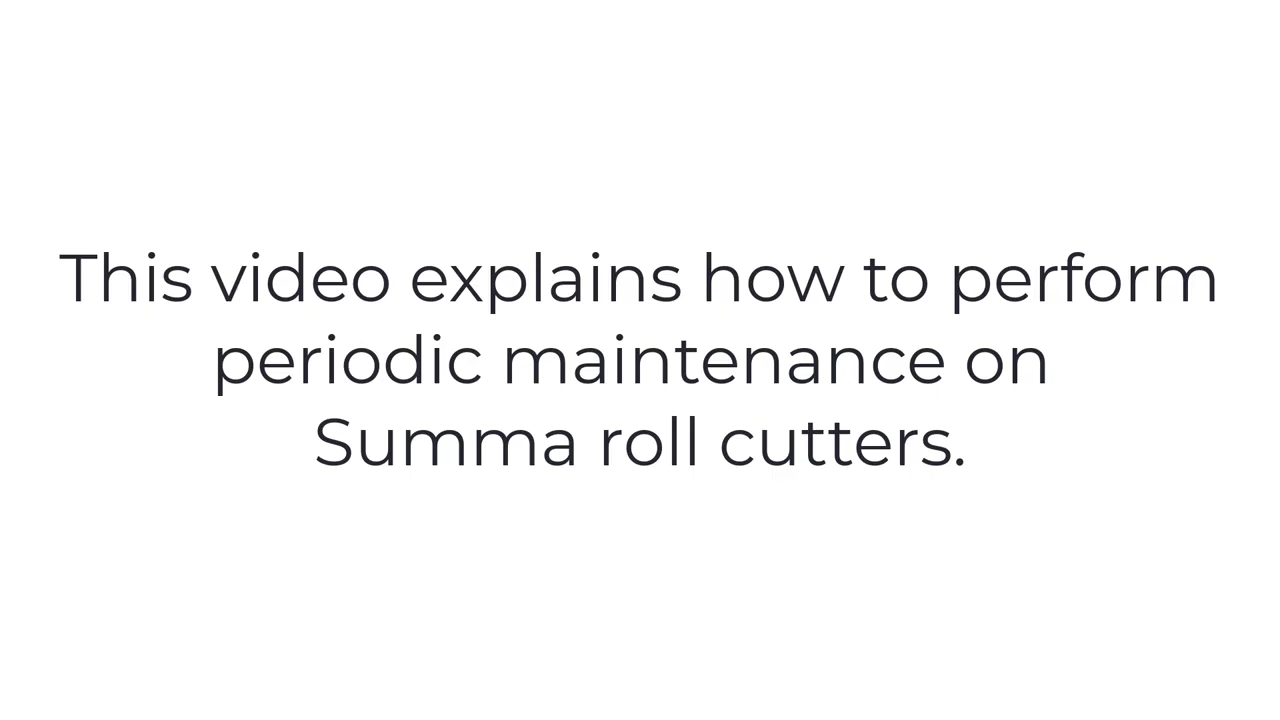 This video explains how to perform
periodic maintenance on
Summa roll cutters.